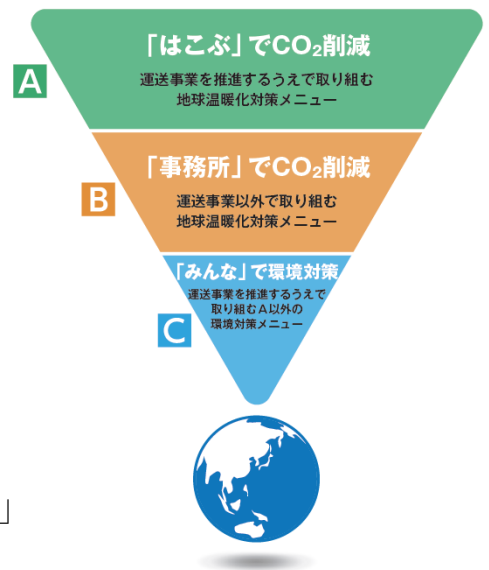 「はこぶ」でCO₂削減
A
運送事業を推進するうえで取り組む
地球温暖化対策メニュー
「事務所」でCO₂削減
B
運送事業以外で取り組む
地球温暖化対策メニュー
「みんな」で環境対策
運送事業を推進するうえで
取り組むA以外の
環境対策メニュー
C
」